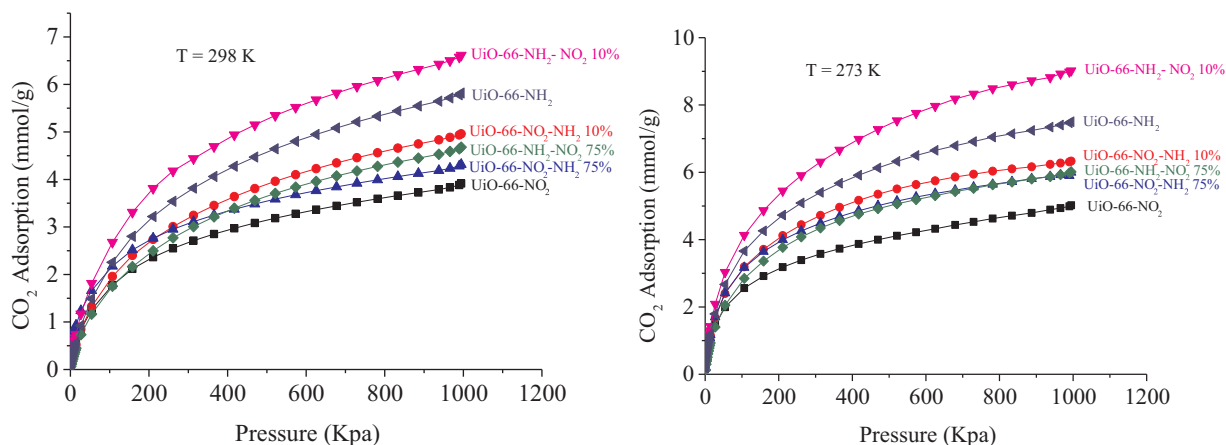 T = 298 K
CO2 Adsorption (mmol/g)
7
6
5
4
3
2
1
0
UiO-66-NH2- NO2 10%
UiO-66-NH2
UiO-66-NO2-NH2 10%
UiO-66-NH2-NO2 75%
UiO-66-NO2-NH2 75%
UiO-66-NO2
0 200 400 600 800 1000 1200
Pressure (Kpa)
T = 273 K
CO2 Adsorption (mmol/g)
10
8
6
4
2
0
UiO-66-NH2- NO2 10%
UiO-66-NH2
UiO-66-NO2-NH2 10%
UiO-66-NH2-NO2 75%
UiO-66-NO2-NH2 75%
UiO-66-NO2
0 200 400 600 800 1000 1200
Pressure (Kpa)